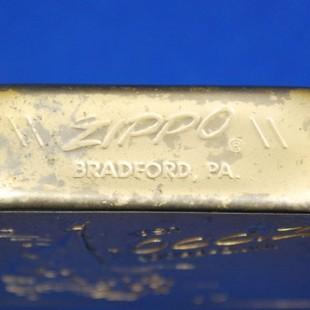 \\ ZIPPO ® \\
BRADFORD, PA.